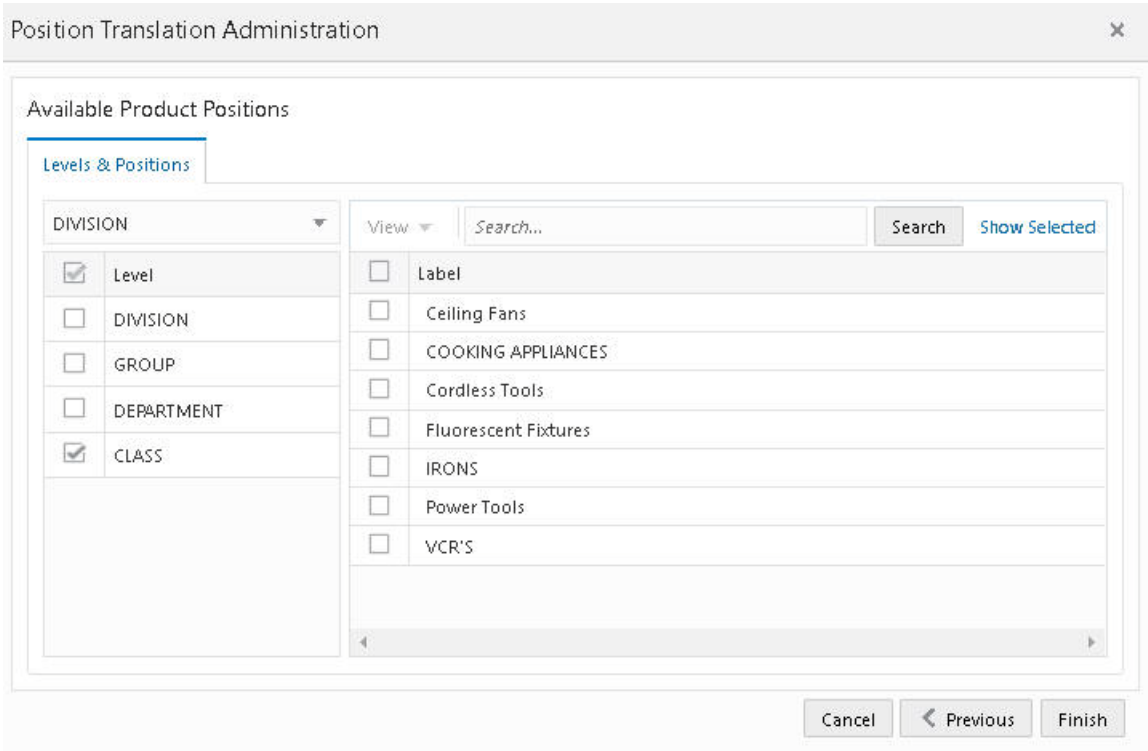 Position Translation Administration
Available Product Positions
Levels & Positions
DIVISION
Level
DIVISION
GROUP
DEPARTMENT
CLASS
View
Search...
Search
Show Selected
Label
Ceiling Fans
COOKING APPLIANCES
Cordless Tools
Fluorescent Fixtures
IRONS
Power Tools
VCR'S
Cancel
Previous
Finish